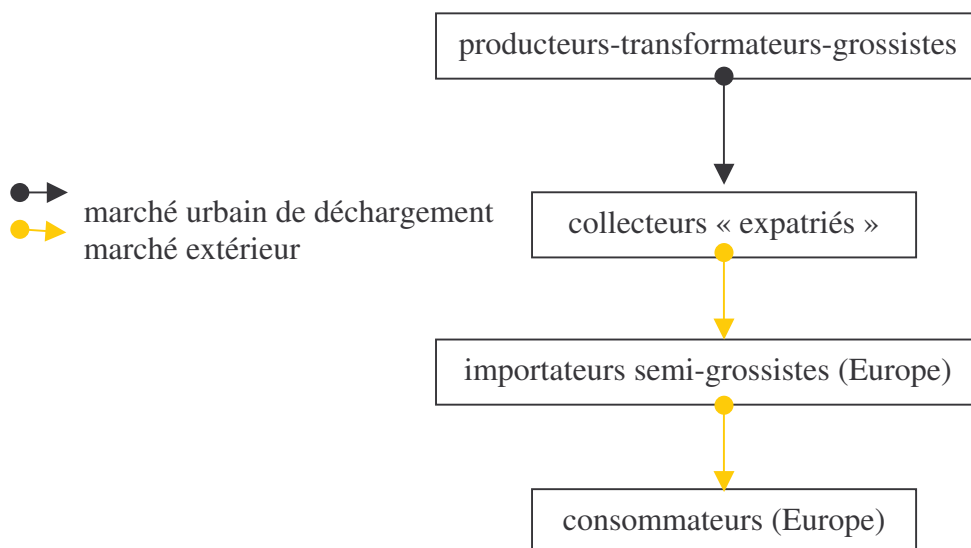 producteurs-transformateurs-grossistes
marché urbain de déchargement
marché extérieur
collecteurs « expatriés »
importateurs semi-grossistes (Europe)
consommateurs (Europe)